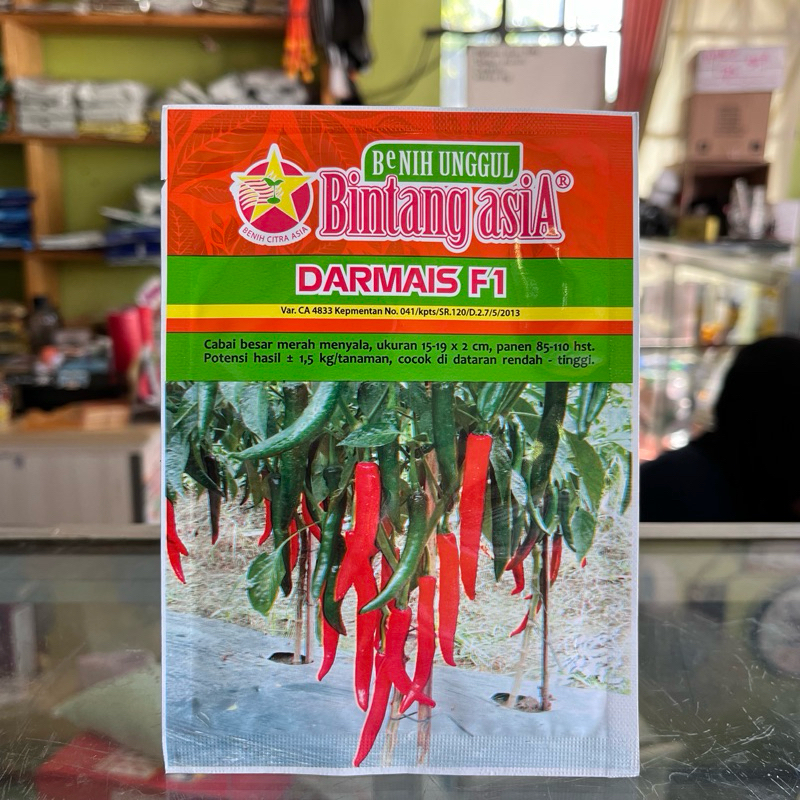 BeNIH UNGGUL
Bintang asiA®
BENIH CITRA ASIA
DARMAIS F1
Var. CA 4833 Kepmentan No. 041/kpts/SR.120/D.2.7/5/2013
Cabai besar merah menyala, ukuran 15-19 x 2 cm, panen 85-110 hst.
Potensi hasil ± 1,5 kg/tanaman, cocok di dataran rendah - tinggi.